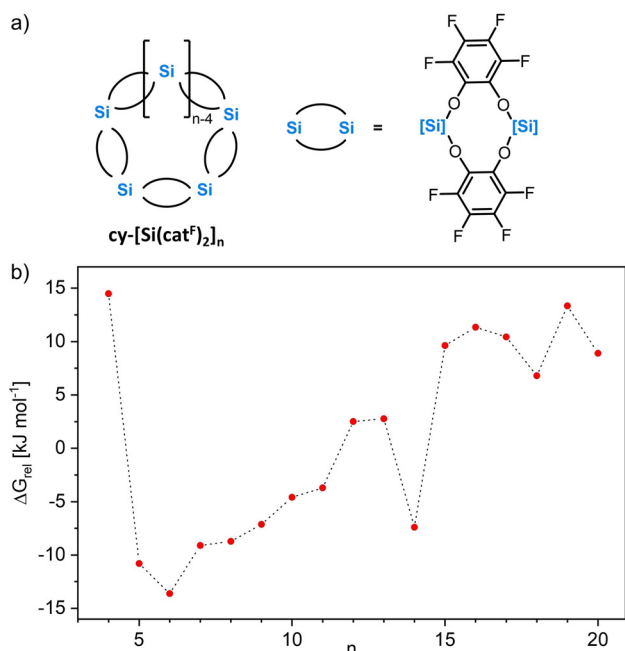 a)
Si
Si
Si
n-4
Si
Si
cy-[Si(catF)2]n
Si
Si
=
F
F
F
F
O
O
[Si]
[Si]
O
O
F
F
F
F
b)
ΔGrel [kJ mol-1]
15
10
5
0
-5
-10
-15
5
10
15
20
n